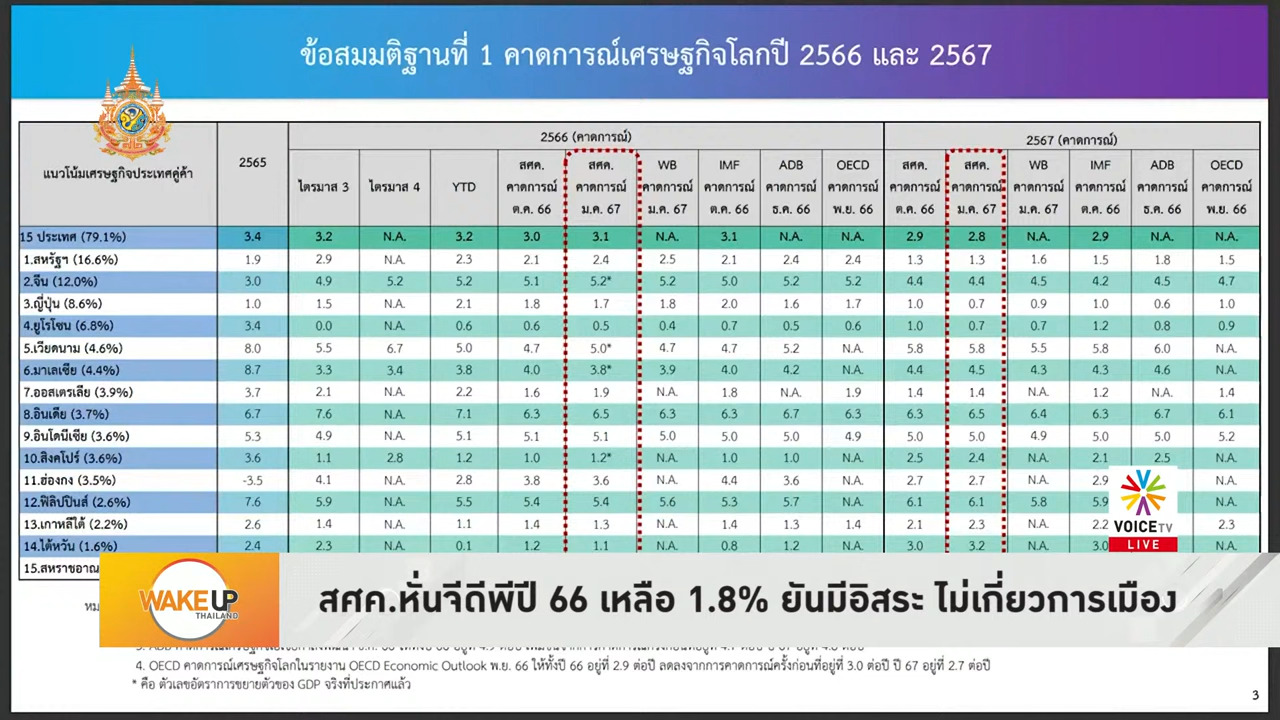 ข้อสมมติฐานที่ 1 คาดการณ์เศรษฐกิจโลกปี 2566 และ 2567
แนวโน้มเศรษฐกิจประเทศคู่ค้า 2565 2566 (คาดการณ์) 2567 (คาดการณ์)
ไตรมาส 3 ไตรมาส 4 YTD สศค. คาดการณ์ ต.ค. 66 สศค. คาดการณ์ ม.ค. 67 WB คาดการณ์ ม.ค. 67 IMF คาดการณ์ ต.ค. 66 ADB คาดการณ์ ธ.ค. 66 OECD คาดการณ์ พ.ย. 66 สศค. คาดการณ์ ต.ค. 66 สศค. คาดการณ์ ม.ค. 67 WB คาดการณ์ ม.ค. 67 IMF คาดการณ์ ต.ค. 66 ADB คาดการณ์ ธ.ค. 66 OECD คาดการณ์ พ.ย. 66
15 ประเทศ (79.1%) 3.4 3.2 N.A. 3.2 3.0 3.1 N.A. 3.1 N.A. N.A. 2.9 2.8 N.A. 2.9 N.A. N.A.
1.สหรัฐฯ (16.6%) 1.9 2.9 N.A. 2.3 2.1 2.4 2.5 2.1 2.4 2.4 1.3 1.3 1.6 1.5 1.8 1.5
2.จีน (12.0%) 3.0 4.9 5.2 5.2 5.1 5.2* 5.2 5.0 5.2 5.2 4.4 4.4 4.5 4.2 4.5 4.7
3.ญี่ปุ่น (8.6%) 1.0 1.5 N.A. 2.1 1.8 1.7 1.8 2.0 1.6 1.7 1.0 0.7 0.9 1.0 0.6 1.0
4.ยูโรโซน (6.8%) 3.4 0.0 N.A. 0.6 0.6 0.5 0.4 0.7 0.5 0.6 1.0 0.7 0.7 1.2 0.8 0.9
5.เวียดนาม (4.6%) 8.0 5.5 6.7 5.0 4.7 5.0* 4.7 4.7 5.2 N.A. 5.8 5.8 5.5 5.8 6.0 N.A.
6.มาเลเซีย (4.4%) 8.7 3.3 3.4 3.8 4.0 3.8* 3.9 4.0 4.2 N.A. 4.4 4.5 4.3 4.3 4.6 N.A.
7.ออสเตรเลีย (3.9%) 3.7 2.1 N.A. 2.2 1.6 1.9 N.A. 1.8 N.A. 1.9 1.4 1.4 N.A. 1.2 N.A. 1.4
8.อินเดีย (3.7%) 6.7 7.6 N.A. 7.1 6.3 6.5 6.3 6.3 6.7 6.3 6.3 6.5 6.4 6.3 6.7 6.1
9.อินโดนีเซีย (3.6%) 5.3 4.9 N.A. 5.1 5.1 5.1 5.0 5.0 5.0 4.9 5.0 5.0 4.9 5.0 5.0 5.2
10.สิงคโปร์ (3.6%) 3.6 1.1 2.8 1.2 1.0 1.2* N.A. 1.0 1.0 N.A. 2.5 2.4 N.A. 2.1 2.5 N.A.
11.ฮ่องกง (3.5%) -3.5 4.1 N.A. 2.8 3.8 3.6 N.A. 4.4 3.6 N.A. 2.7 2.7 N.A. 2.9 N.A.
12.ฟิลิปปินส์ (2.6%) 7.6 5.9 N.A. 5.5 5.4 5.4 5.6 5.3 5.7 N.A. 6.1 6.1 5.8 5.9 N.A.
13.เกาหลีใต้ (2.2%) 2.6 1.4 N.A. 1.1 1.4 1.3 N.A. 1.4 1.3 1.4 2.1 2.3 N.A. 2.2 2.3
14.ไต้หวัน (1.6%) 2.4 2.3 N.A. 0.1 1.2 1.1 N.A. 0.8 1.2 N.A. 3.0 3.2 N.A. 3.0 N.A.
VOICE TV
LIVE
WAKE UP
THAILAND
สศค.หั่นจีดีพีปี 66 เหลือ 1.8% ยันมีอิสระ ไม่เกี่ยวการเมือง
4. OECD คาดการณ์เศรษฐกิจโลกในรายงาน OECD Economic Outlook พ.ย. 66 ให้ทั้งปี 66 อยู่ที่ 2.9 ต่อปี ลดลงจากการคาดการณ์ครั้งก่อนที่อยู่ที่ 3.0 ต่อปี ปี 67 อยู่ที่ 2.7 ต่อปี
* คือ ตัวเลขอัตราการขยายตัวของ GDP จริงที่ประกาศแล้ว
3